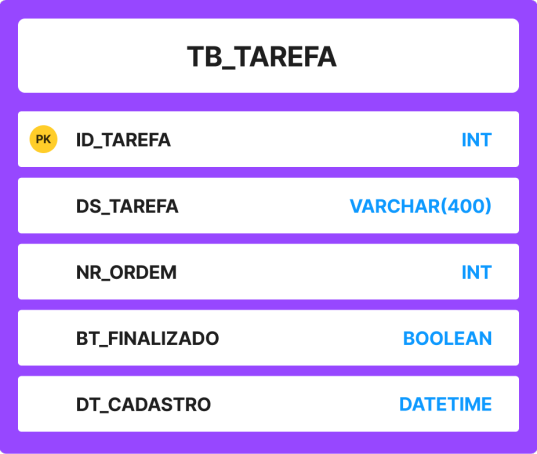 TB_TAREFA
PK ID_TAREFA INT
DS_TAREFA VARCHAR(400)
NR_ORDEM INT
BT_FINALIZADO BOOLEAN
DT_CADASTRO DATETIME